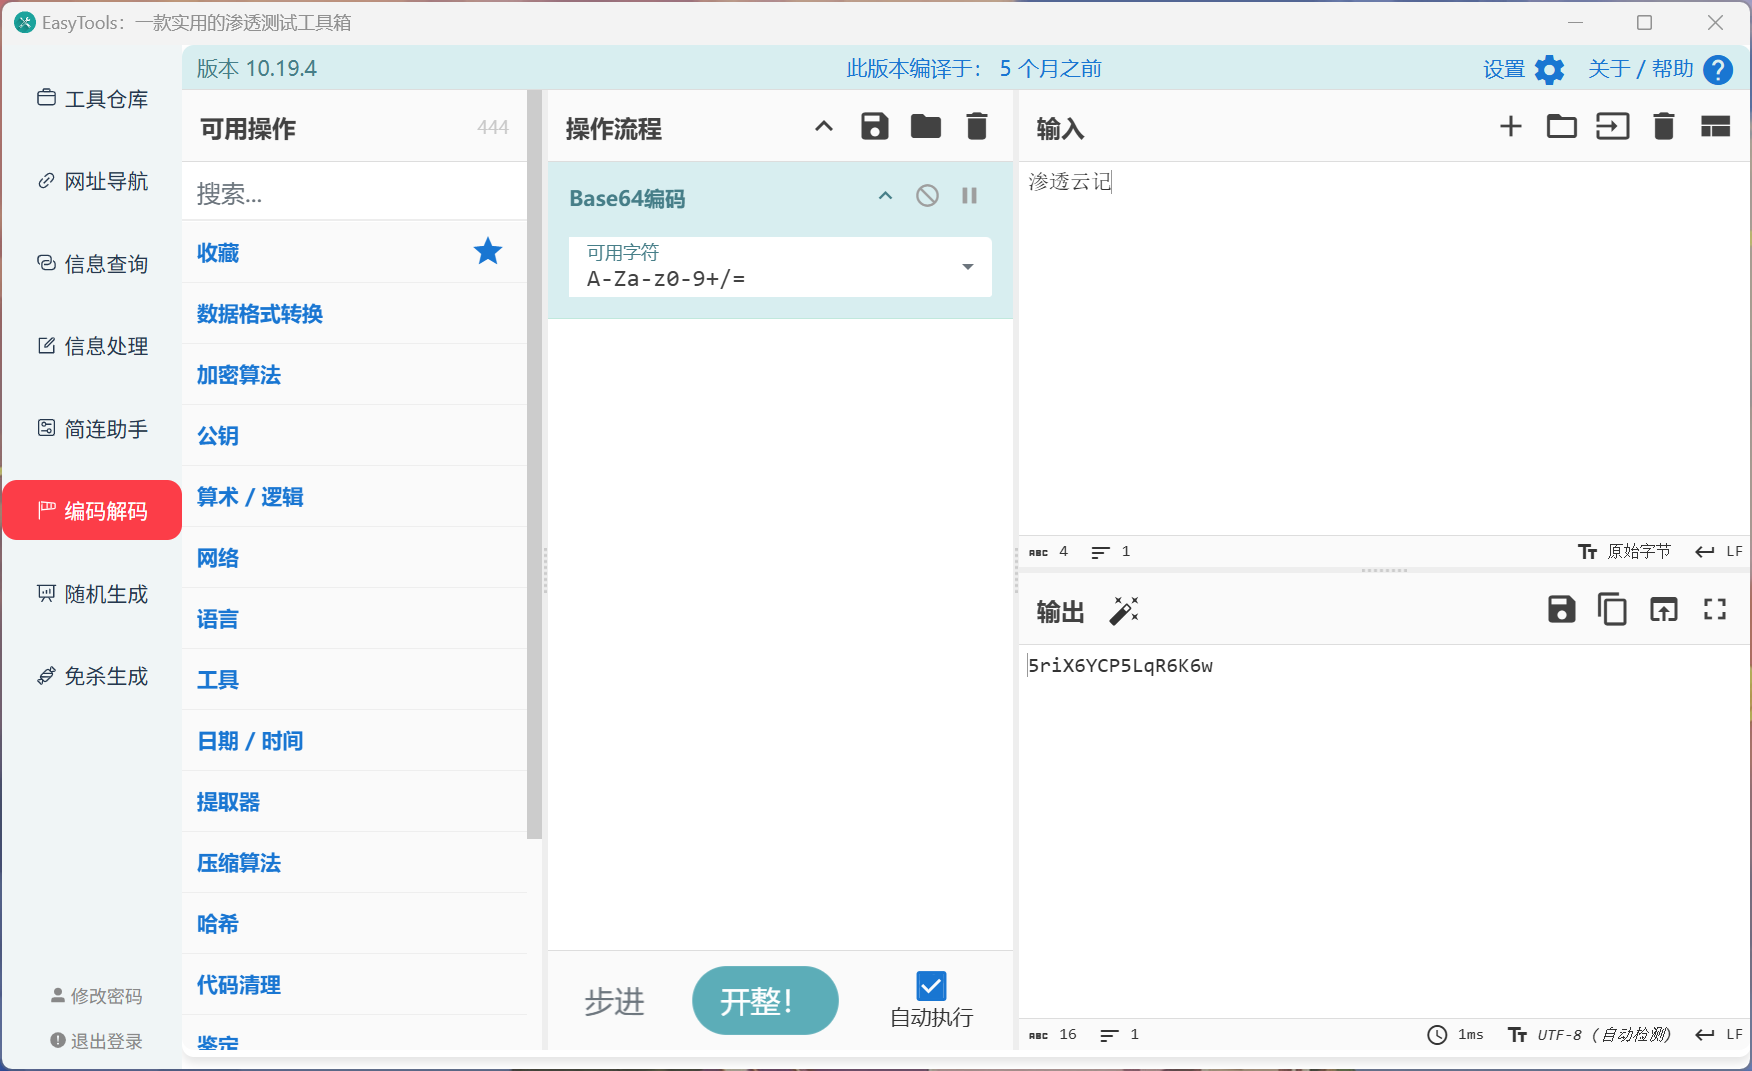 EasyTools：一款实用的渗透测试工具箱
工具仓库
网址导航
信息查询
信息处理
简连助手
编码解码
随机生成
免杀生成
修改密码
退出登录
版本 10.19.4
此版本编译于： 5 个月之前
设置
关于 / 帮助
可用操作
444
搜索...
收藏
数据格式转换
加密算法
公钥
算术 / 逻辑
网络
语言
工具
日期 / 时间
提取器
压缩算法
哈希
代码清理
鉴定
操作流程
Base64编码
可用字符
A-Za-z0-9+/=
步进
开整！
自动执行
输入
渗透云记
ABC 4
1
原始字节
LF
输出
5riX6YCP5LqR6K6w
ABC 16
1
1ms
UTF-8 (自动检测)
LF